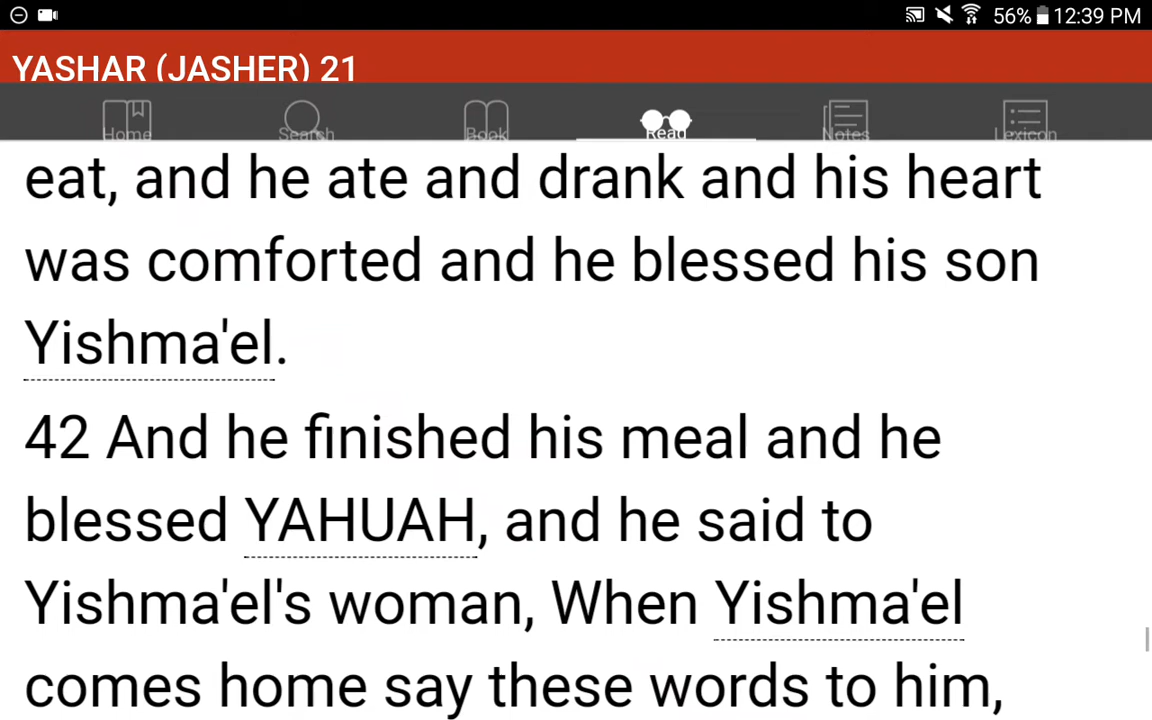 56% 12:39 PM
YASHAR (JASHER) 21
Home Search Book Read Notes Lexicon
eat, and he ate and drank and his heart
was comforted and he blessed his son
Yishma'el.
42 And he finished his meal and he
blessed YAHUAH, and he said to
Yishma'el's woman, When Yishma'el
comes home say these words to him,